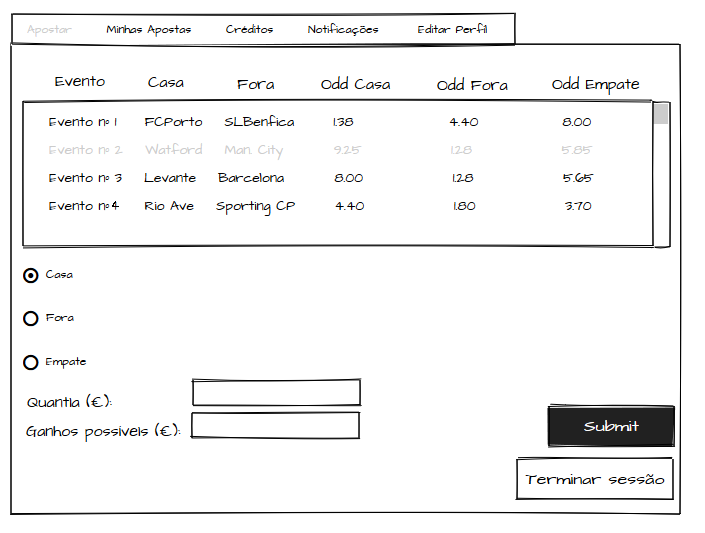 Apostar Minhas Apostas Créditos Notificações Editar Perfil
Evento Casa Fora Odd Casa Odd Fora Odd Empate
Evento nº 1 FCPorto SLBenfica 1.38 4.40 8.00
Evento nº 2 Watford Man. City 9.25 1.28 5.85
Evento nº 3 Levante Barcelona 8.00 1.28 5.65
Evento nº4 Rio Ave Sporting CP 4.40 1.80 3.70
Casa
Fora
Empate
Quantia (€):
Ganhos possiveis (€):
Submit
Terminar sessão